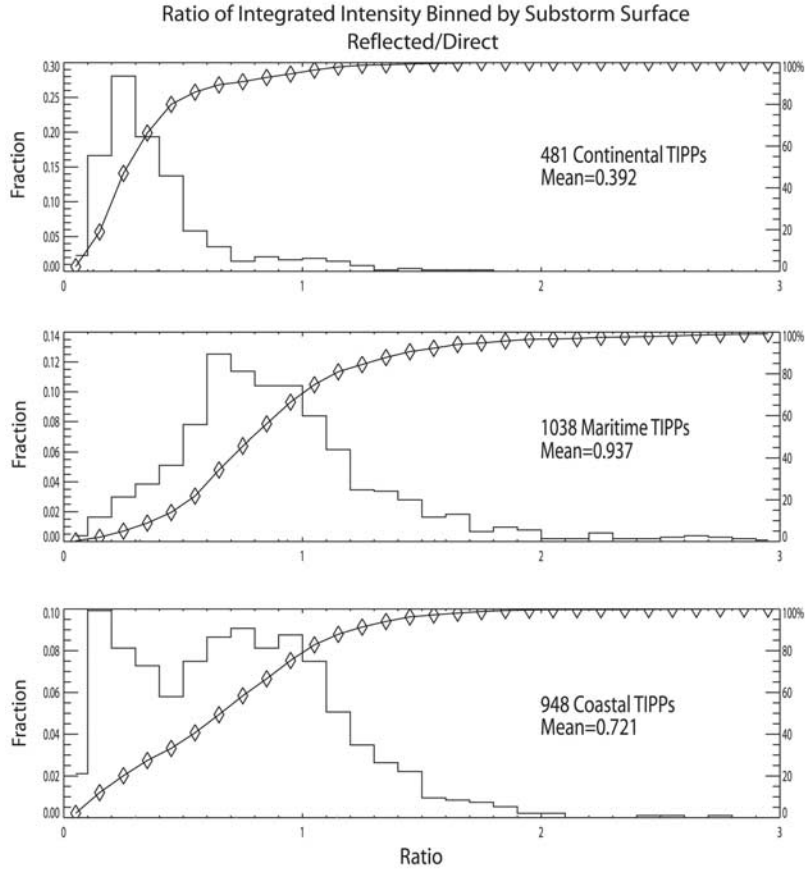 Ratio of Integrated Intensity Binned by Substorm Surface
Reflected/Direct
0.30
0.25
0.20
0.15
0.10
0.05
0.00
Fraction
100%
80
60
40
20
0
481 Continental TIPPs
Mean=0.392
0 1 2 3
0.14
0.12
0.10
0.08
0.06
0.04
0.02
0.00
Fraction
100%
80
60
40
20
0
1038 Maritime TIPPs
Mean=0.937
0 1 2 3
0.10
0.08
0.06
0.04
0.02
0.00
Fraction
100%
80
60
40
20
0
948 Coastal TIPPs
Mean=0.721
0 1 2 3
Ratio